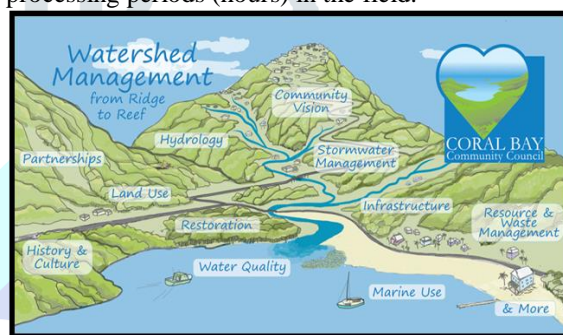 processing periods (hours) in the field.
Watershed
Management
from Ridge
to Reef
Community
Vision
CORAL BAY
Community Council
Hydrology
Stormwater
Management
Partnerships
Land Use
Infrastructure
Restoration
Resource &
Waste
Management
History &
Culture
Water Quality
Marine Use
& More